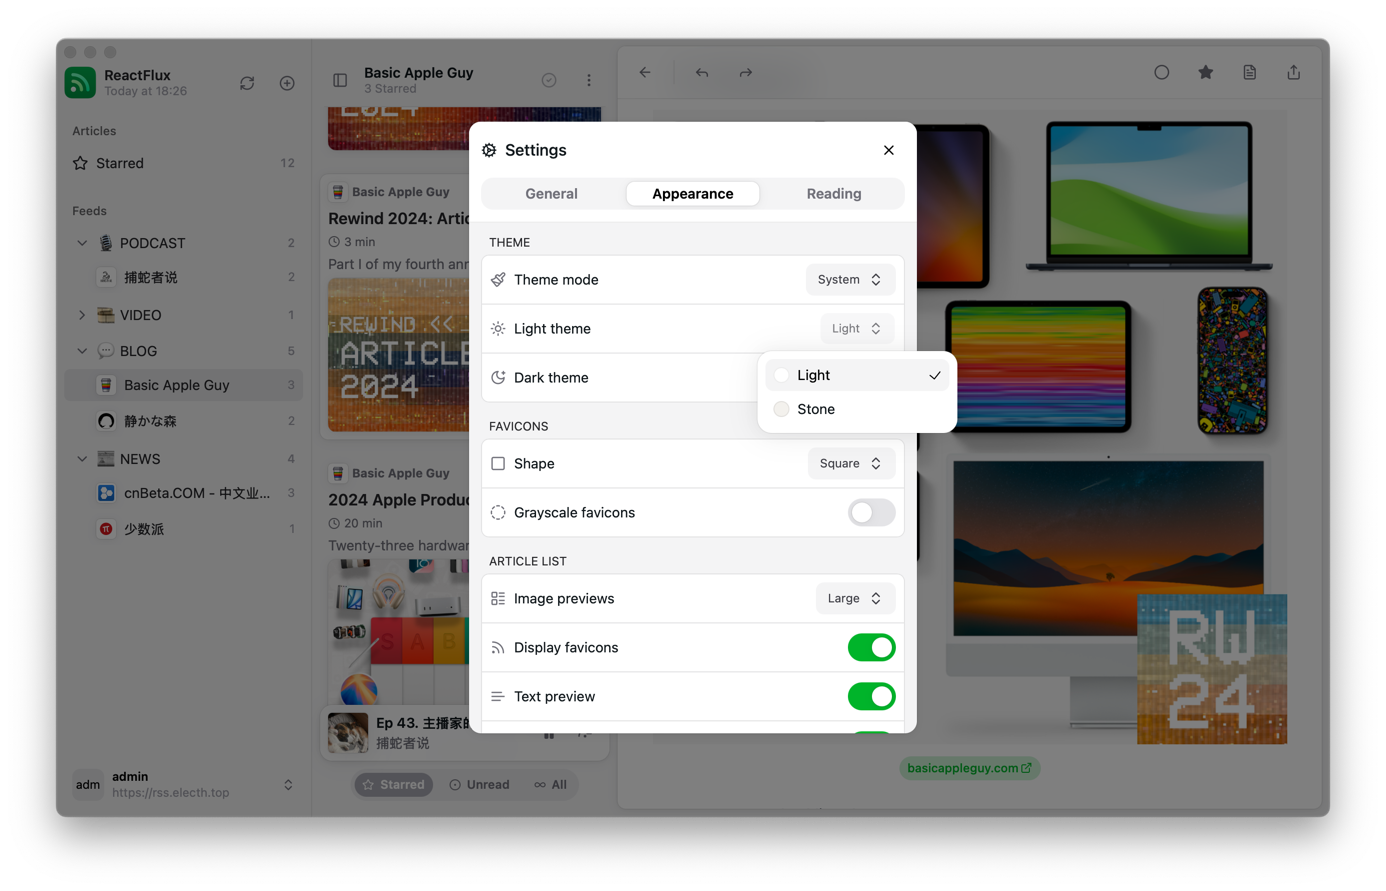 ReactFlux
Today at 18:26
Articles
Starred 12
Feeds
PODCAST 2
捕蛇者说 2
VIDEO 1
BLOG 5
Basic Apple Guy 3
静かな森 2
NEWS 4
cnBeta.COM - 中文业... 3
少数派 1
adm
admin
https://rss.electh.top
Basic Apple Guy
3 Starred
2024
Basic Apple Guy
Rewind 2024: Artic
3 min
Part I of my fourth ann
REWIND <<
ARTICLE
2024
Basic Apple Guy
2024 Apple Produc
20 min
Twenty-three hardwar
S A B
Ep 43. 主播家的
捕蛇者说
Starred
Unread
All
Settings
General
Appearance
Reading
THEME
Theme mode System
Light theme Light
Dark theme
Light
Stone
FAVICONS
Shape Square
Grayscale favicons
ARTICLE LIST
Image previews Large
Display favicons
Text preview
RW
24
basicappleguy.com